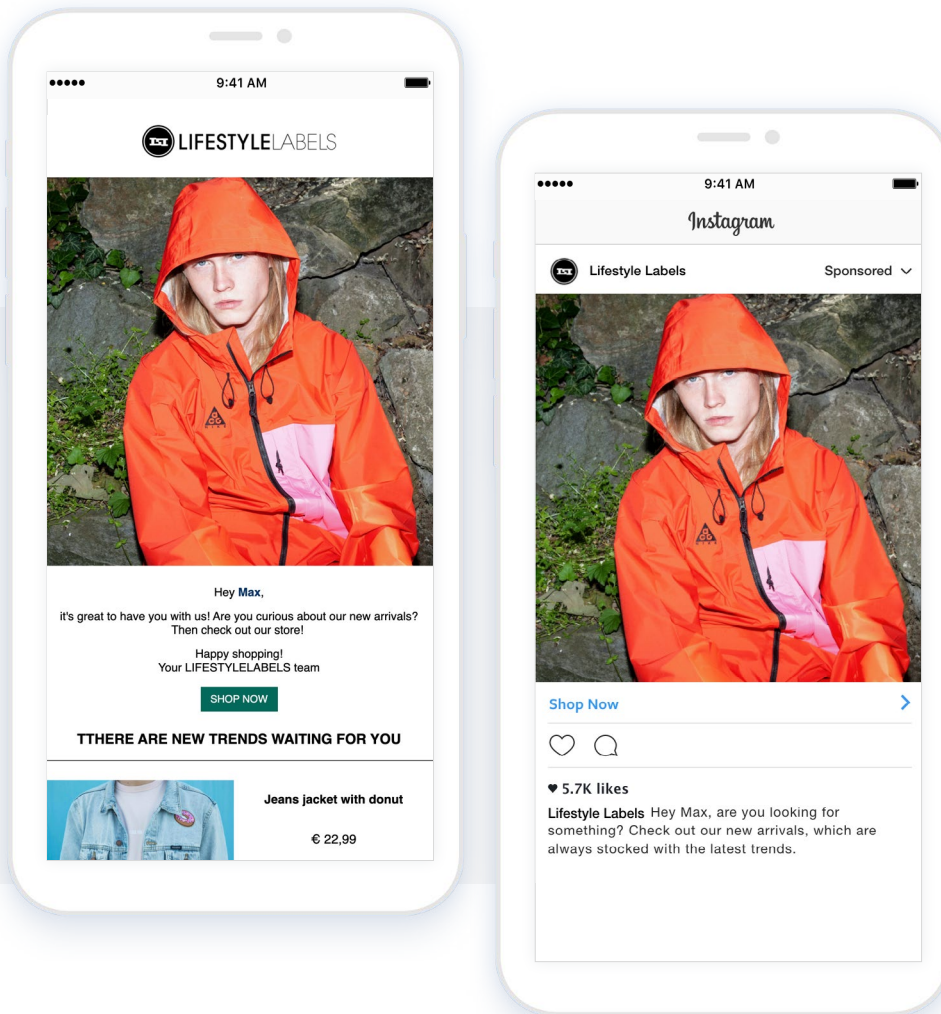 9:41 AM
LIFESTYLELABELS
Hey Max,
it's great to have you with us! Are you curious about our new arrivals?
Then check out our store!
Happy shopping!
Your LIFESTYLELABELS team
SHOP NOW
TTHERE ARE NEW TRENDS WAITING FOR YOU
Jeans jacket with donut
€ 22,99
9:41 AM
Instagram
Lifestyle Labels
Sponsored
Shop Now
5.7K likes
Lifestyle Labels Hey Max, are you looking for
something? Check out our new arrivals, which are
always stocked with the latest trends.